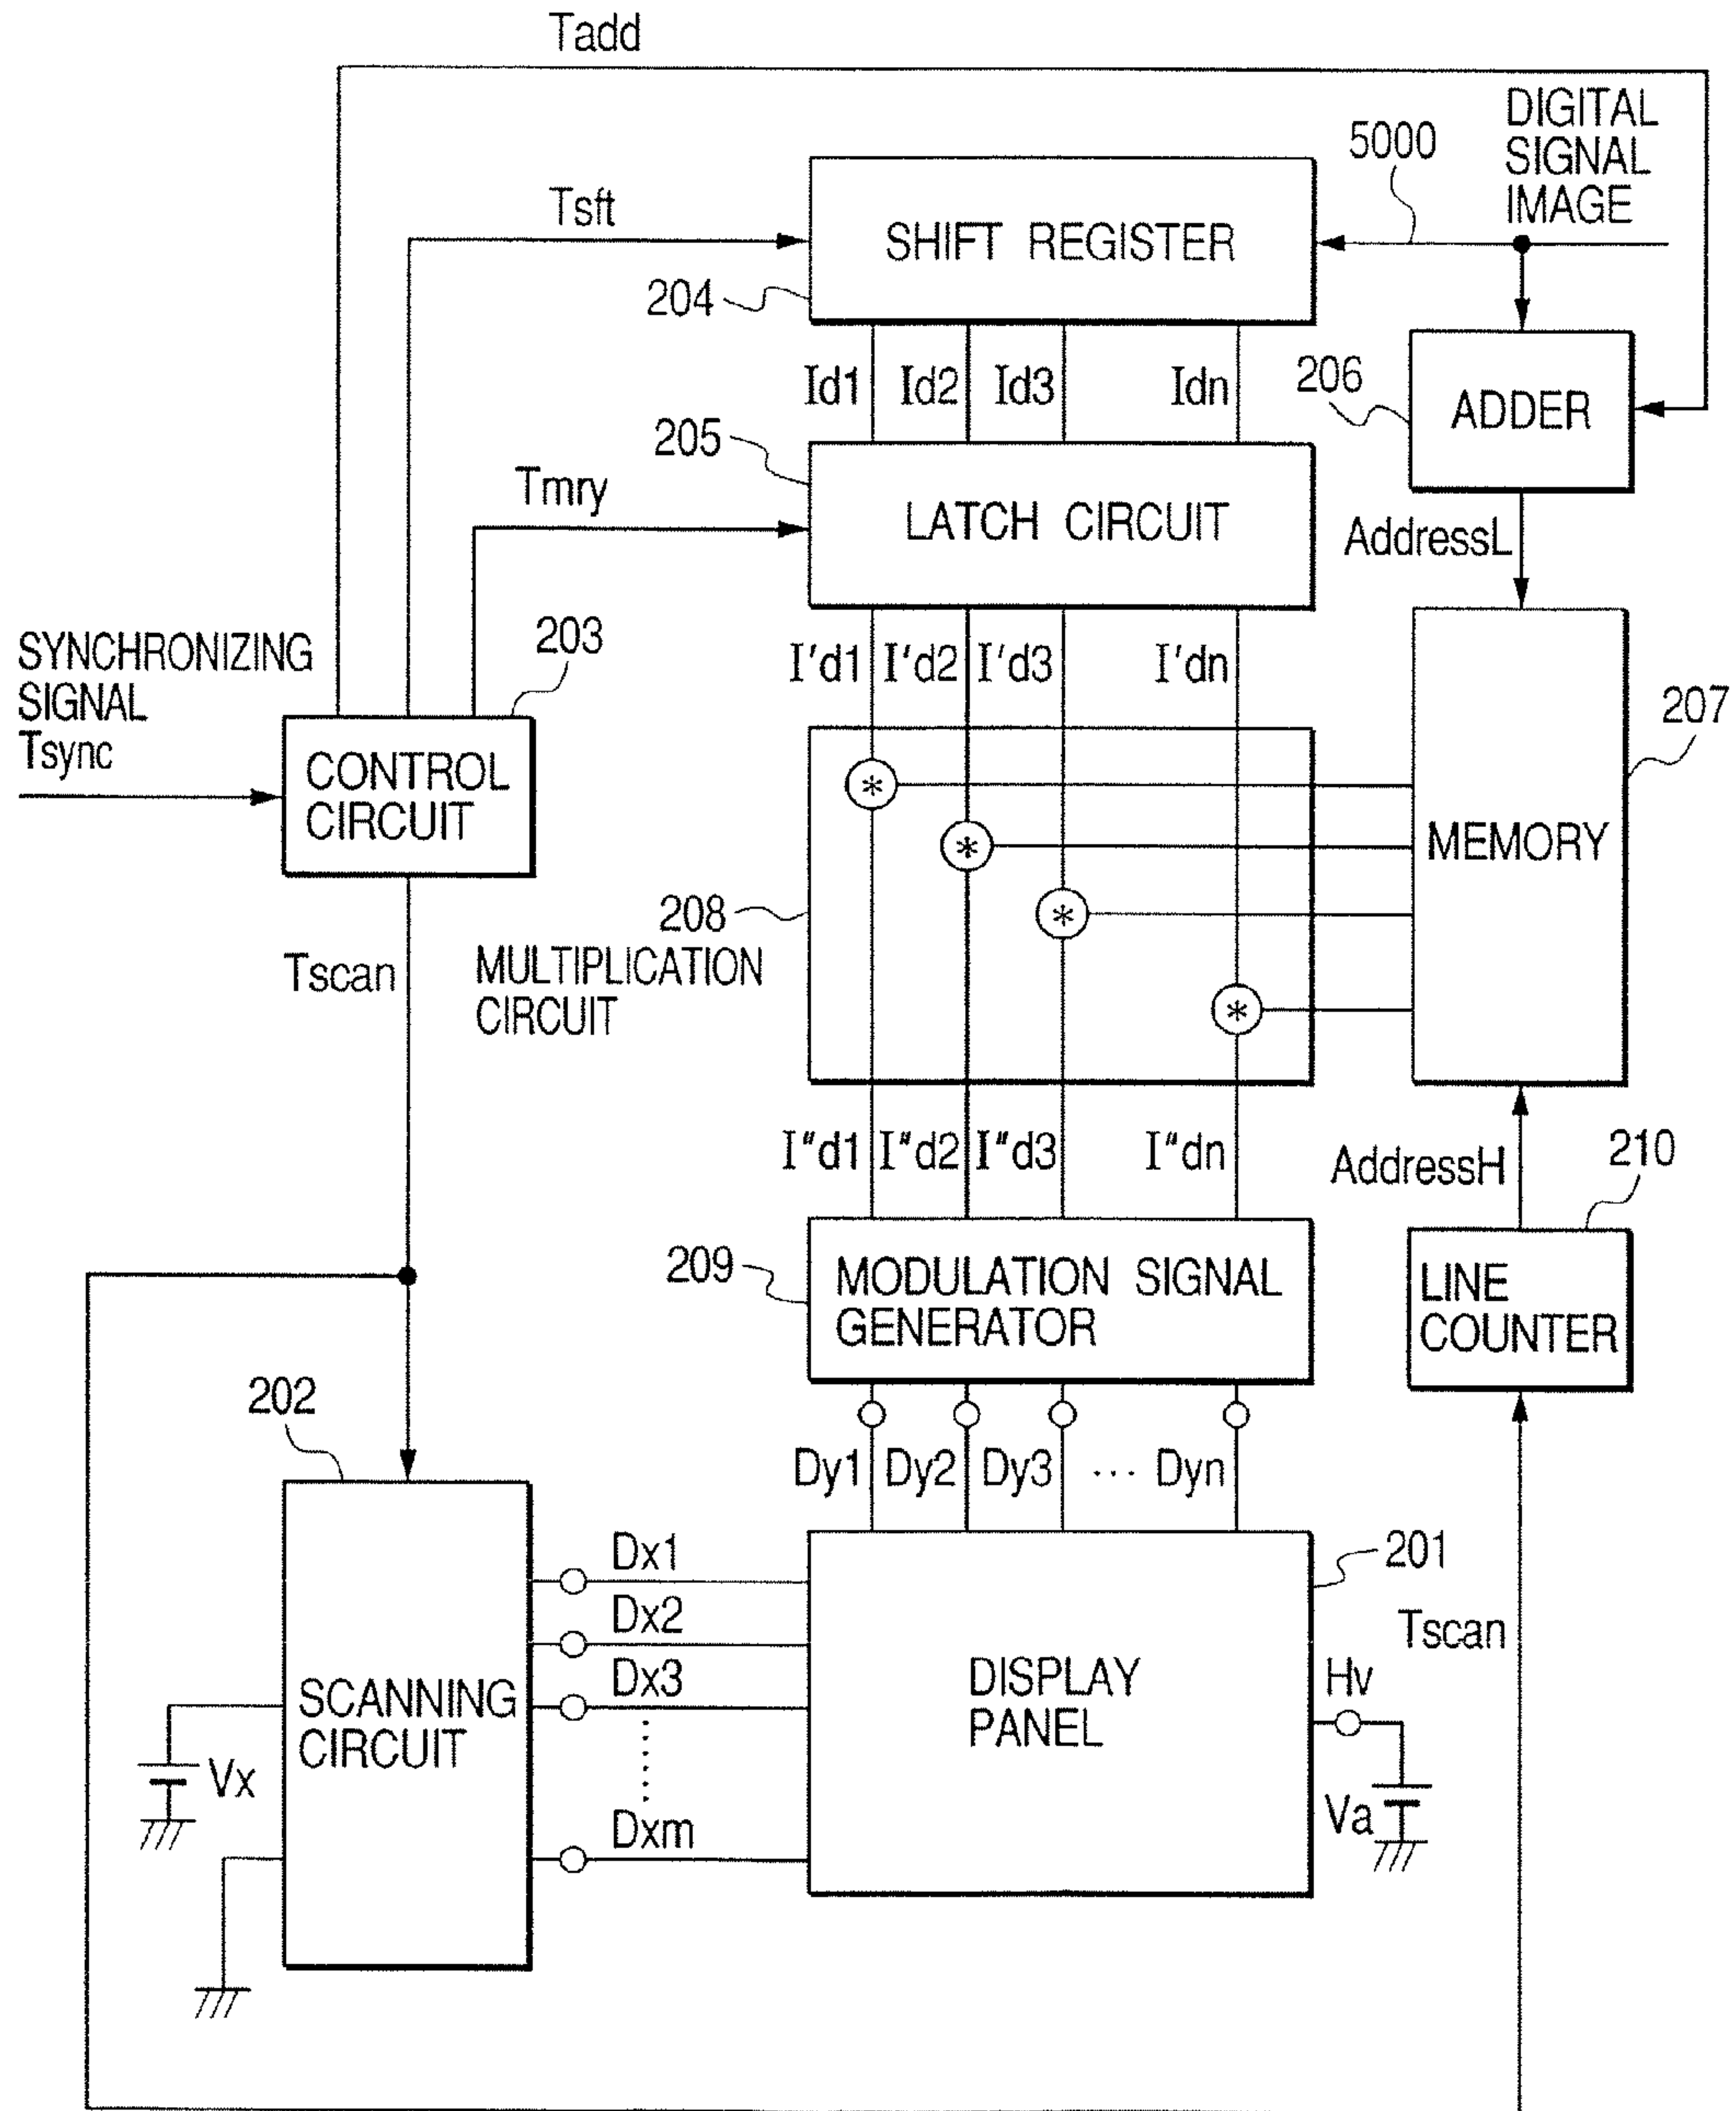 Tadd
DIGITAL
SIGNAL
IMAGE
5000
Tsft
SHIFT REGISTER
204
Id1 Id2 Id3 Idn
206
ADDER
205
Tmry
LATCH CIRCUIT
AddressL
SYNCHRONIZING
SIGNAL
Tsync
203
I'd1 I'd2 I'd3 I'dn
207
CONTROL
CIRCUIT
*
*
*
*
MEMORY
208
MULTIPLICATION
CIRCUIT
Tscan
I"d1 I"d2 I"d3 I"dn
AddressH
210
209
MODULATION SIGNAL
GENERATOR
LINE
COUNTER
202
Dy1 Dy2 Dy3 ... Dyn
201
Dx1
Dx2
Dx3
Dxm
SCANNING
CIRCUIT
DISPLAY
PANEL
Tscan
Hv
Vx
Va